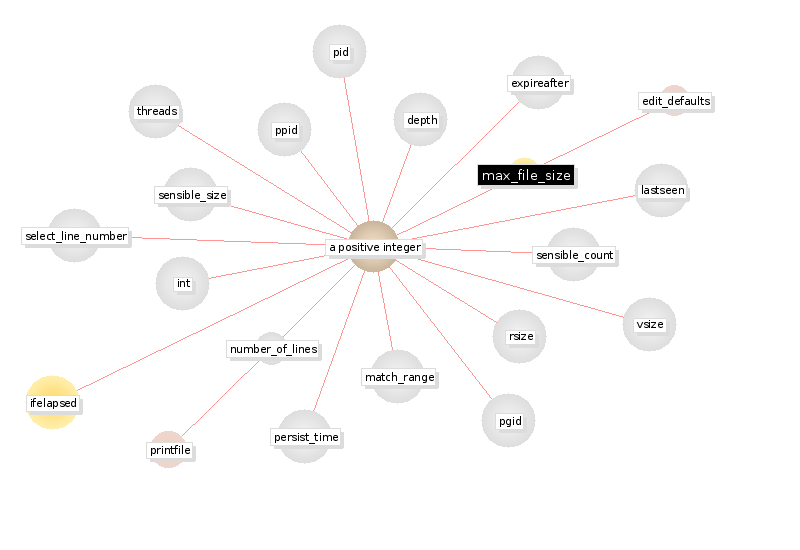 pid
expireafter
edit_defaults
threads
depth
ppid
max_file_size
lastseen
sensible_size
select_line_number
a positive integer
sensible_count
int
vsize
rsize
number_of_lines
match_range
ifelapsed
pgid
persist_time
printfile